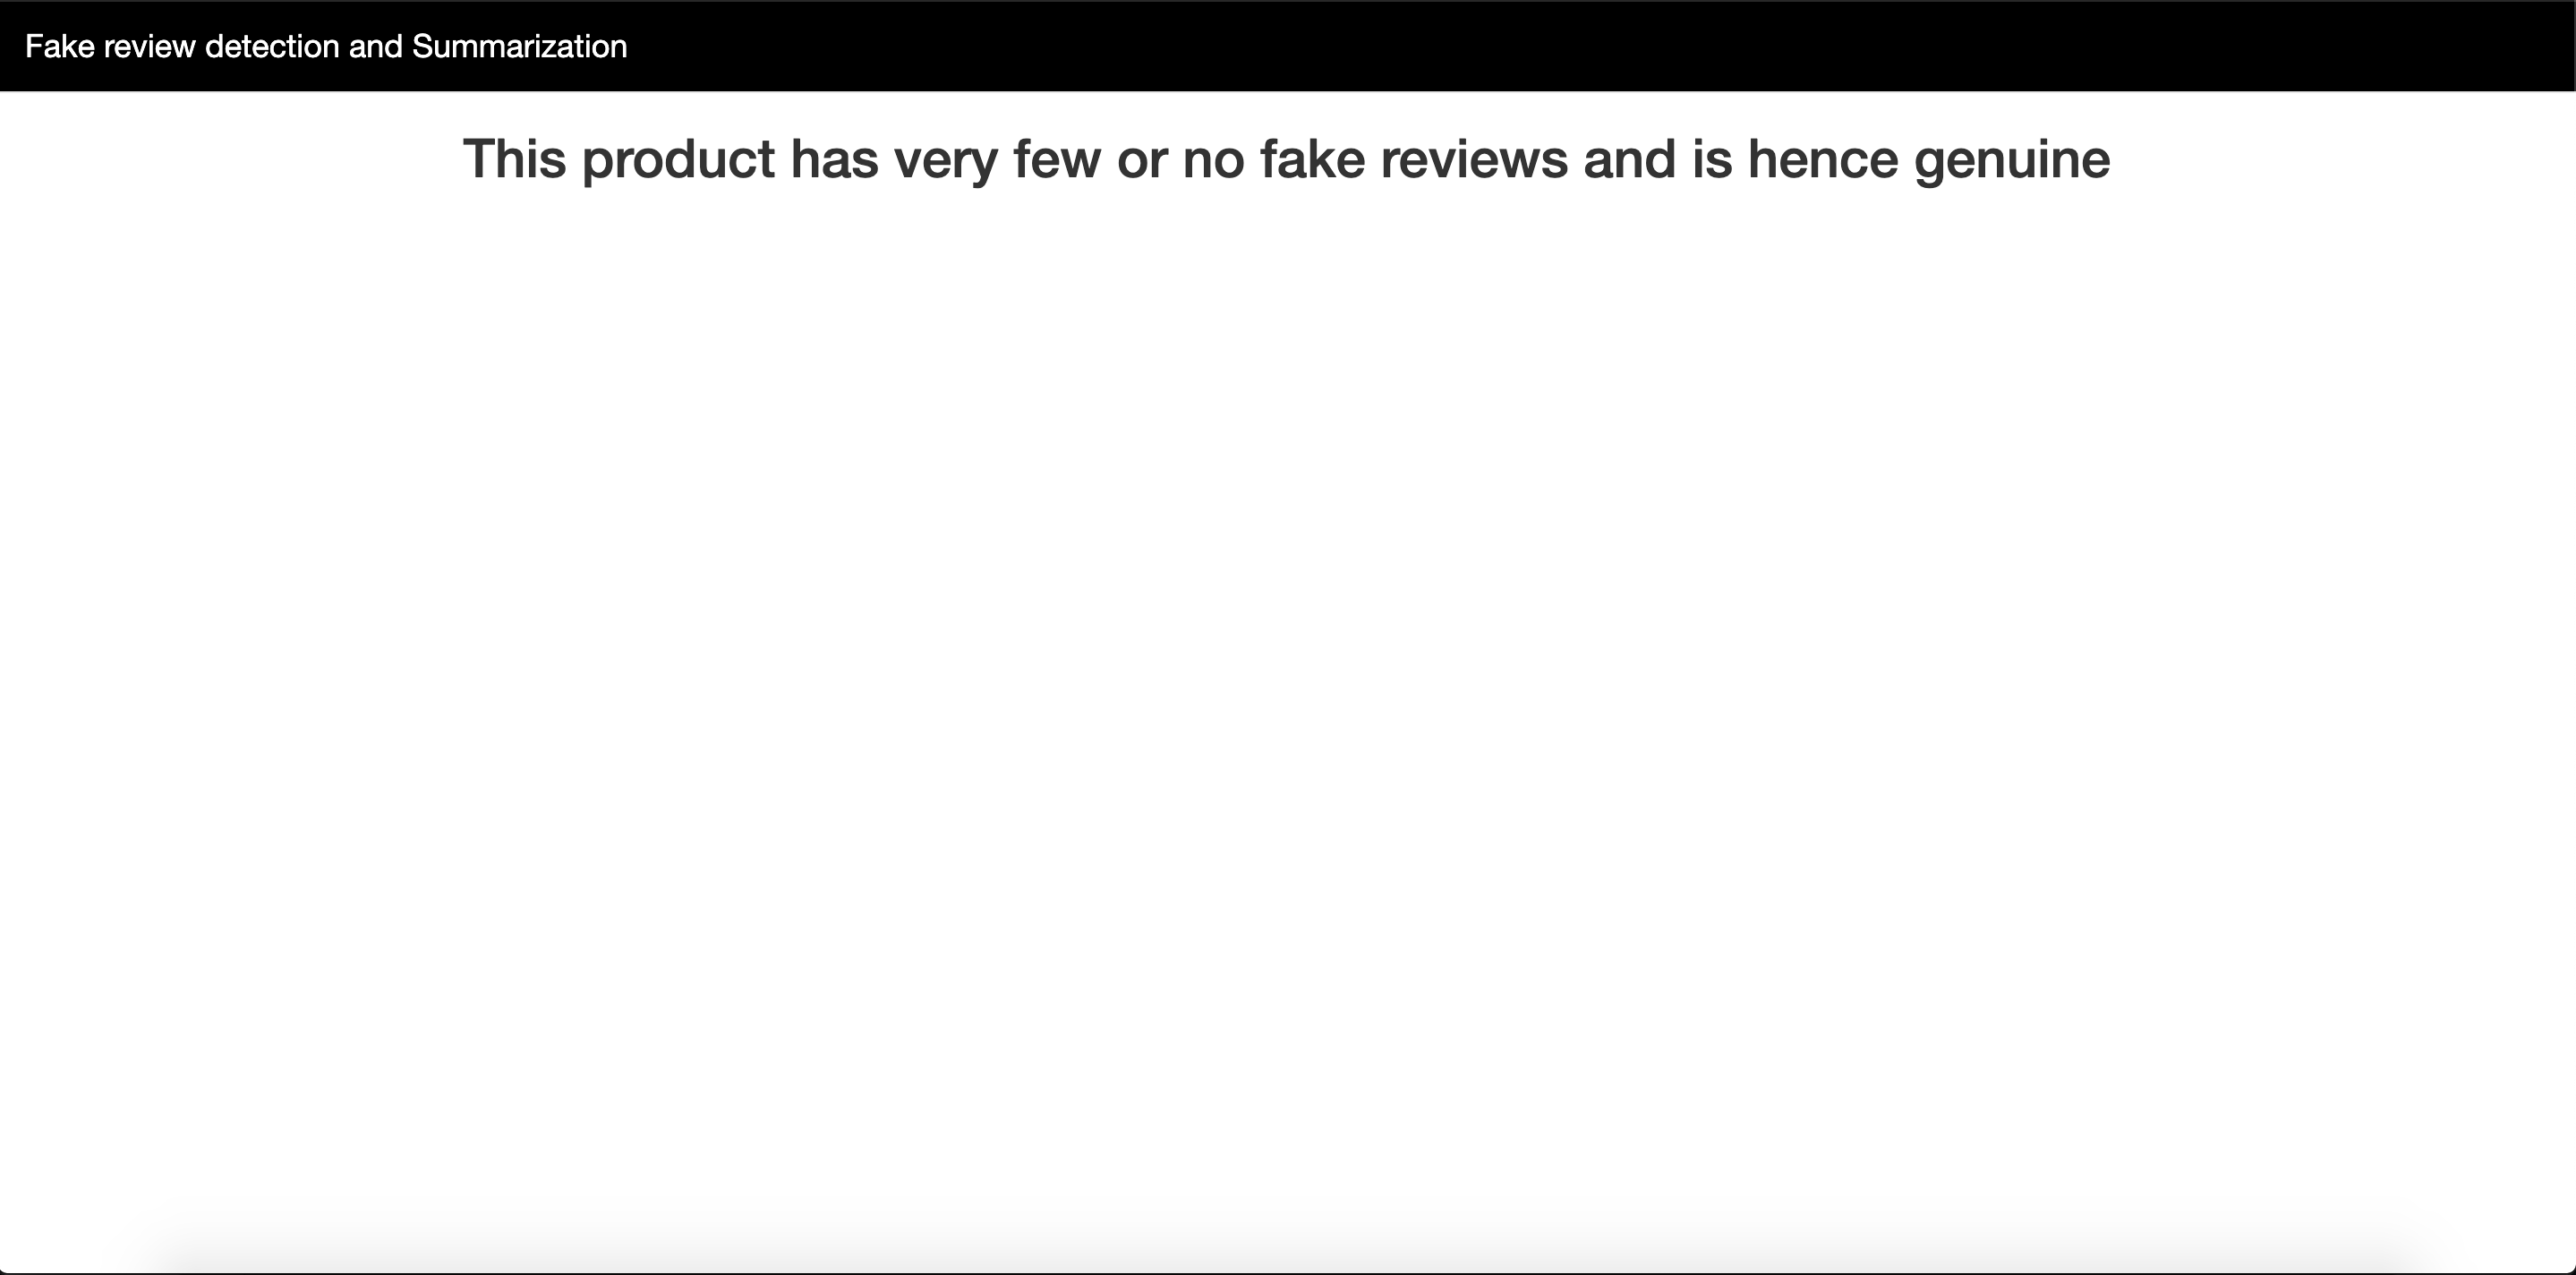 Fake review detection and Summarization
This product has very few or no fake reviews and is hence genuine